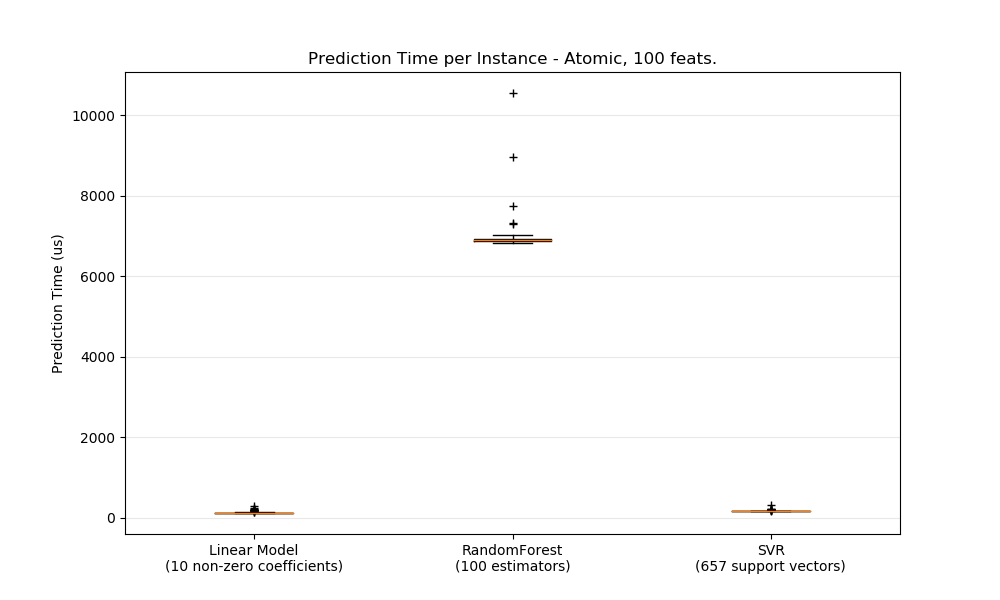 Prediction Time per Instance - Atomic, 100 feats.
Prediction Time (us)
10000
8000
6000
4000
2000
0
Linear Model
(10 non-zero coefficients)
RandomForest
(100 estimators)
SVR
(657 support vectors)